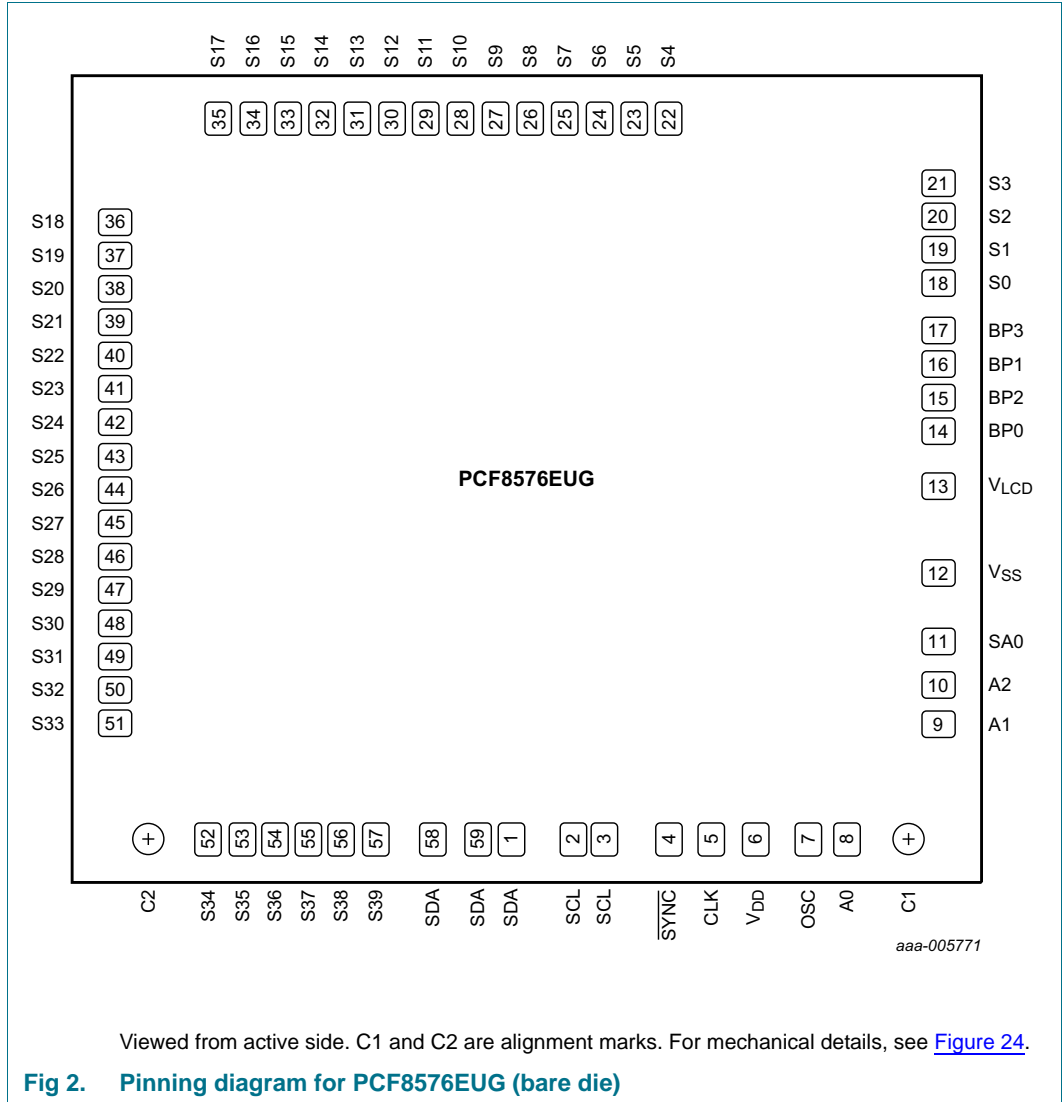 S17 S16 S15 S14 S13 S12 S11 S10 S9 S8 S7 S6 S5 S4
35 34 33 32 31 30 29 28 27 26 25 24 23 22
21 S3
S18 36
20 S2
S19 37
19 S1
S20 38
18 S0
S21 39
17 BP3
S22 40
16 BP1
S23 41
15 BP2
S24 42
14 BP0
S25 43
PCF8576EUG
S26 44
13 VLCD
S27 45
S28 46
12 VSS
S29 47
S30 48
11 SA0
S31 49
S32 50
10 A2
S33 51
9 A1
52 53 54 55 56 57 58 59 1 2 3 4 5 6 7 8
C2 S34 S35 S36 S37 S38 S39 SDA SDA SDA SCL SCL SYNC CLK VDD OSC A0 C1
aaa-005771
Viewed from active side. C1 and C2 are alignment marks. For mechanical details, see Figure 24.
Fig 2. Pinning diagram for PCF8576EUG (bare die)